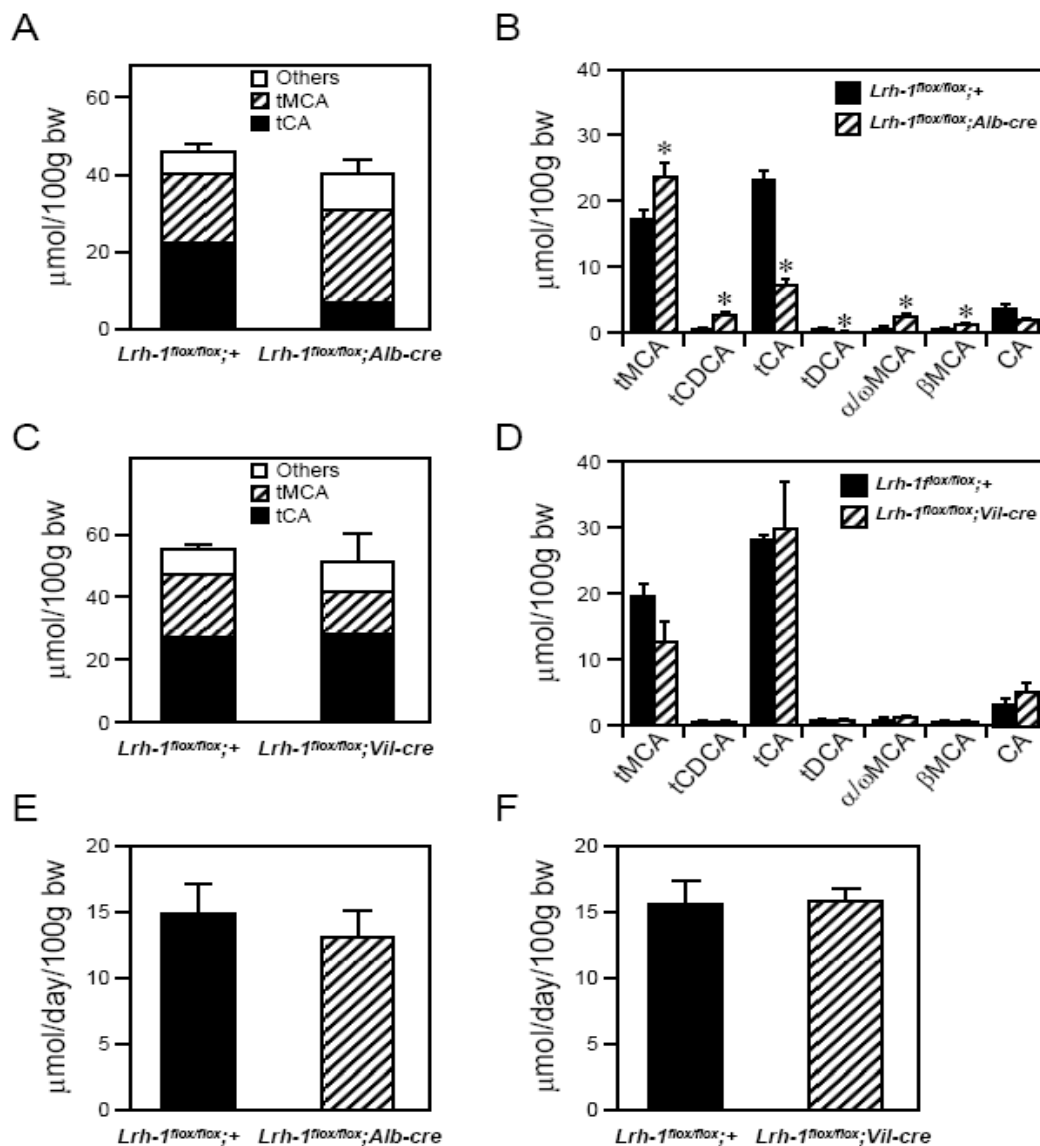 A
μmol/100g bw
60
40
20
0
Others
tMCA
tCA
Lrh-1flox/flox;+ Lrh-1flox/flox;Alb-cre
B
μmol/100g bw
40
30
20
10
0
Lrh-1flox/flox;+
Lrh-1flox/flox;Alb-cre
* * * * * *
tMCA tCDCA tCA tDCA α/ωMCA βMCA CA
C
μmol/100g bw
60
40
20
0
Others
tMCA
tCA
Lrh-1flox/flox;+ Lrh-1flox/flox;Vil-cre
D
μmol/100g bw
40
30
20
10
0
Lrh-1flox/flox;+
Lrh-1flox/flox;Vil-cre
tMCA tCDCA tCA tDCA α/ωMCA βMCA CA
E
μmol/day/100g bw
20
15
10
5
0
Lrh-1flox/flox;+ Lrh-1flox/flox;Alb-cre
F
μmol/day/100g bw
20
15
10
5
0
Lrh-1flox/flox;+ Lrh-1flox/flox;Vil-cre